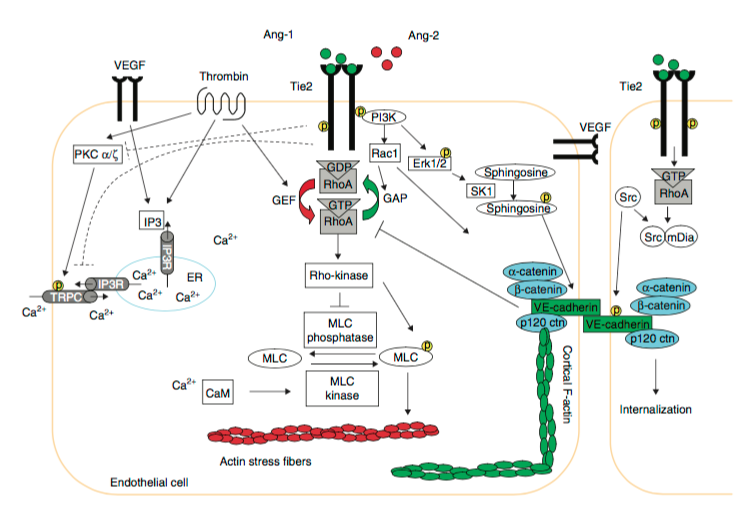 Ang-1
Ang-2
VEGF
Thrombin
Tie2
Tie2
P
P
PI3K
P
P
VEGF
PKC α/ζ
Rac1
P
Erk1/2
Sphingosine
SK1
P
Sphingosine
GDP
RhoA
GEF
GAP
GTP
RhoA
GTP
RhoA
Src
Src
mDia
IP3
IP3R
Ca2+
Rho-kinase
P
IP3R
TRPC
Ca2+
ER
Ca2+
Ca2+
Ca2+
Ca2+
α-catenin
β-catenin
VE-cadherin
p120 ctn
P
α-catenin
β-catenin
VE-cadherin
p120 ctn
MLC
phosphatase
MLC
MLC
P
MLC
kinase
Ca2+
CaM
Cortical F-actin
Internalization
Actin stress fibers
Endothelial cell